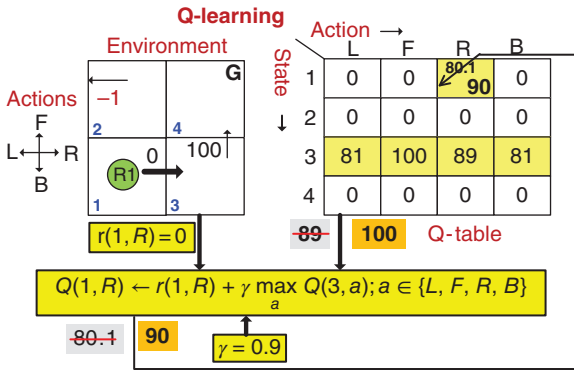 Q-learning
Environment
Action →
L F R B
State ↓
1 0 0 80.1 90 0
2 0 0 0 0
3 81 100 89 81
4 0 0 0 0
Q-table
Actions
F
L R
B
−1
G
2 4
R1 0 100
1 3
r(1, R) = 0
89 100
Q(1, R) ← r(1, R) + γ max Q(3, a); a ∈ {L, F, R, B}
a
80.1 90
γ = 0.9